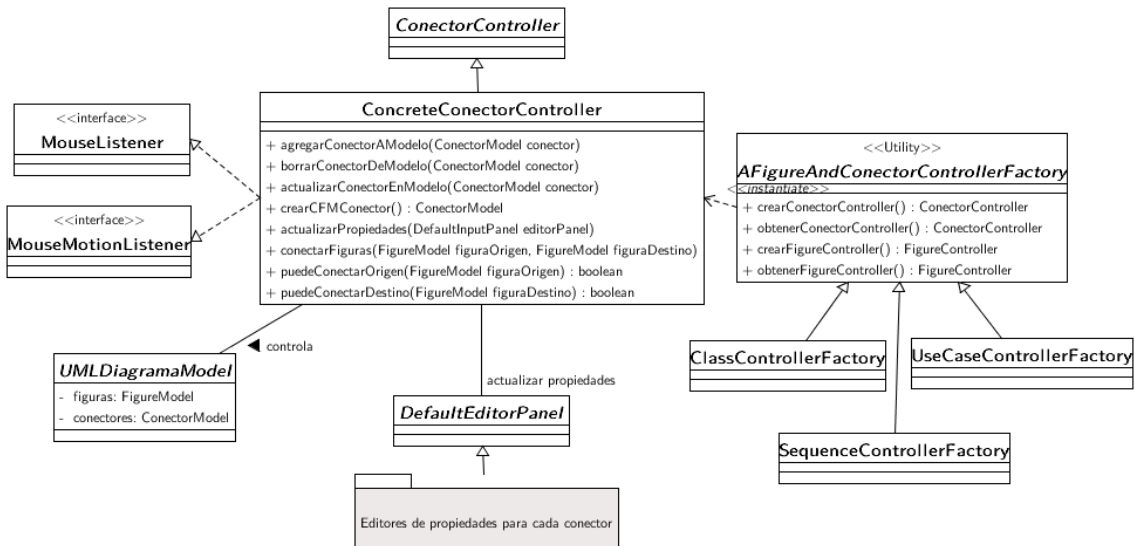 ConectorController
ConcreteConectorController
+ agregarConectorAModelo(ConectorModel conector)
+ borrarConectorDeModelo(ConectorModel conector)
+ actualizarConectorEnModelo(ConectorModel conector)
+ crearCFMConector() : ConectorModel
+ actualizarPropiedades(DefaultInputPanel editorPanel)
+ conectarFiguras(FigureModel figuraOrigen, FigureModel figuraDestino)
+ puedeConectarOrigen(FigureModel figuraOrigen) : boolean
+ puedeConectarDestino(FigureModel figuraDestino) : boolean
<<interface>>
MouseListener
<<interface>>
MouseMotionListener
<<Utility>>
AFigureAndConectorControllerFactory
<<instantiate>>
+ crearConectorController() : ConectorController
+ obtenerConectorController() : ConectorController
+ crearFigureController() : FigureController
+ obtenerFigureController() : FigureController
controla
UMLDiagramaModel
- figuras: FigureModel
- conectores: ConectorModel
actualizar propiedades
DefaultEditorPanel
ClassControllerFactory
UseCaseControllerFactory
SequenceControllerFactory
Editores de propiedades para cada conector